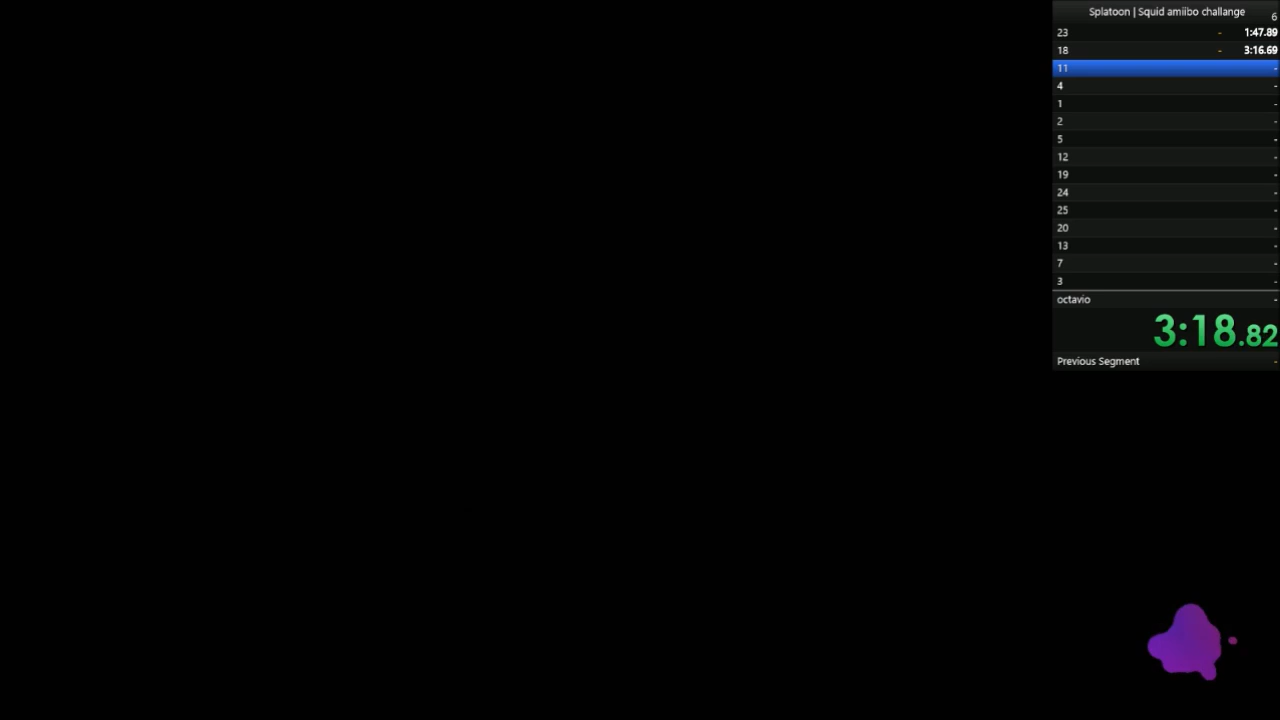 Splatoon | Squid amiibo challange 6
23 - 1:47.89
18 - 3:16.69
11 -
4 -
1 -
2 -
5 -
12 -
19 -
24 -
25 -
20 -
13 -
7 -
3 -
octavio -
3:18.82
Previous Segment -